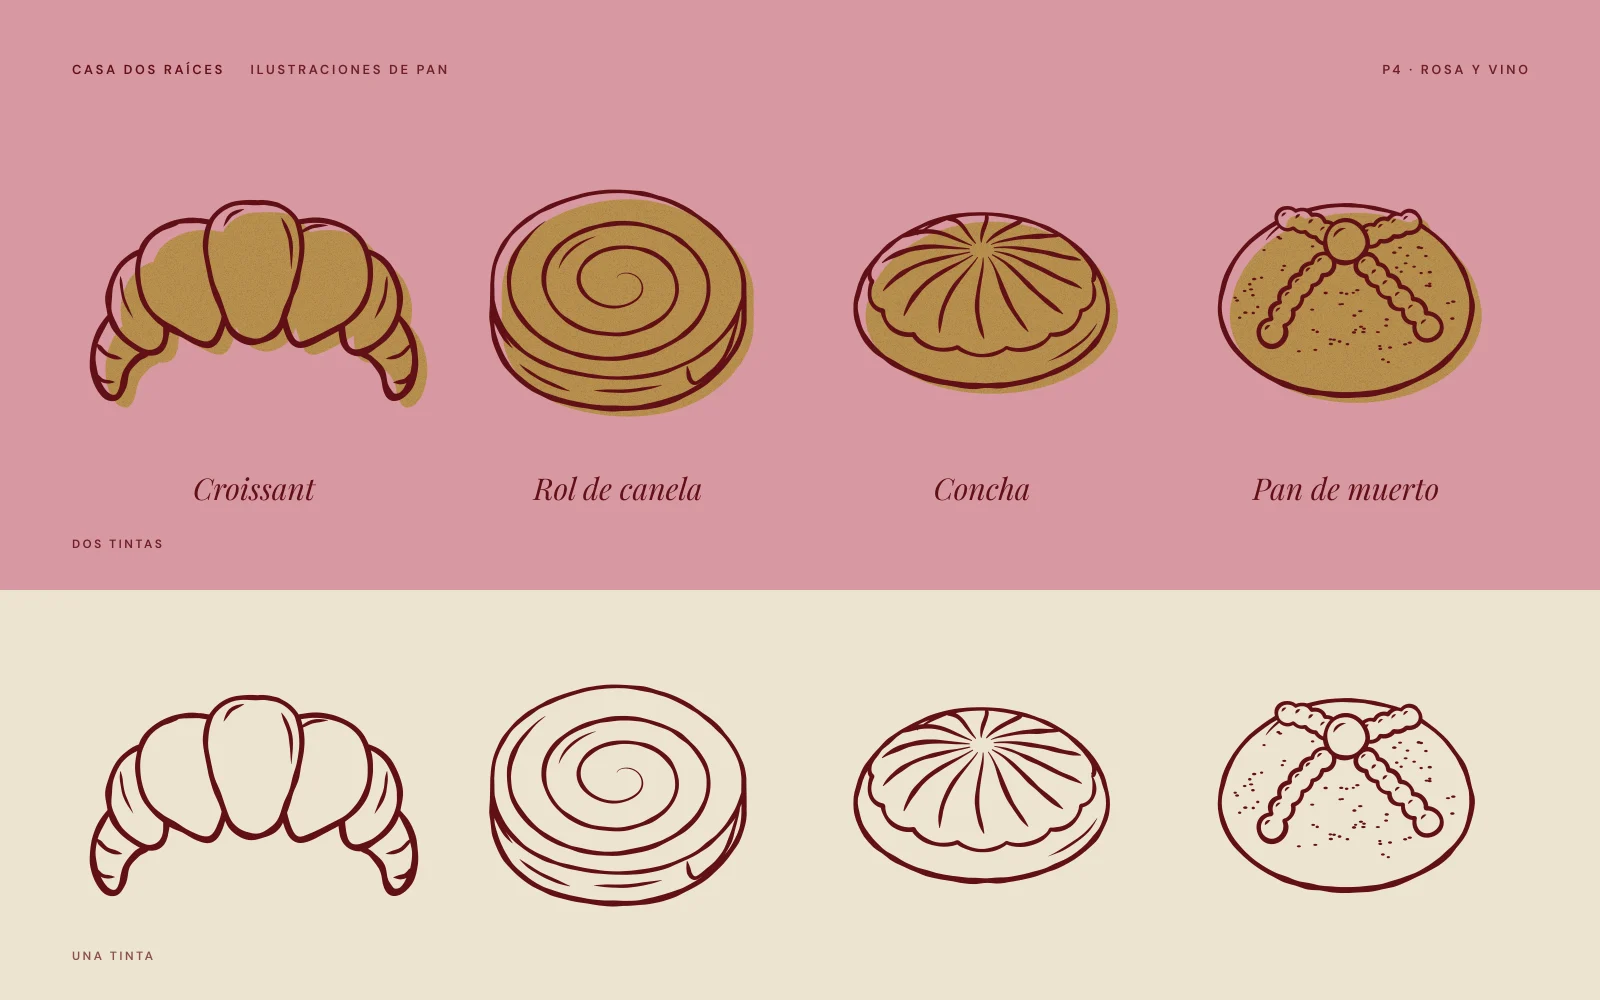 CASA DOS RAÍCES ILUSTRACIONES DE PAN P4 · ROSA Y VINO
Croissant Rol de canela Concha Pan de muerto
DOS TINTAS
UNA TINTA